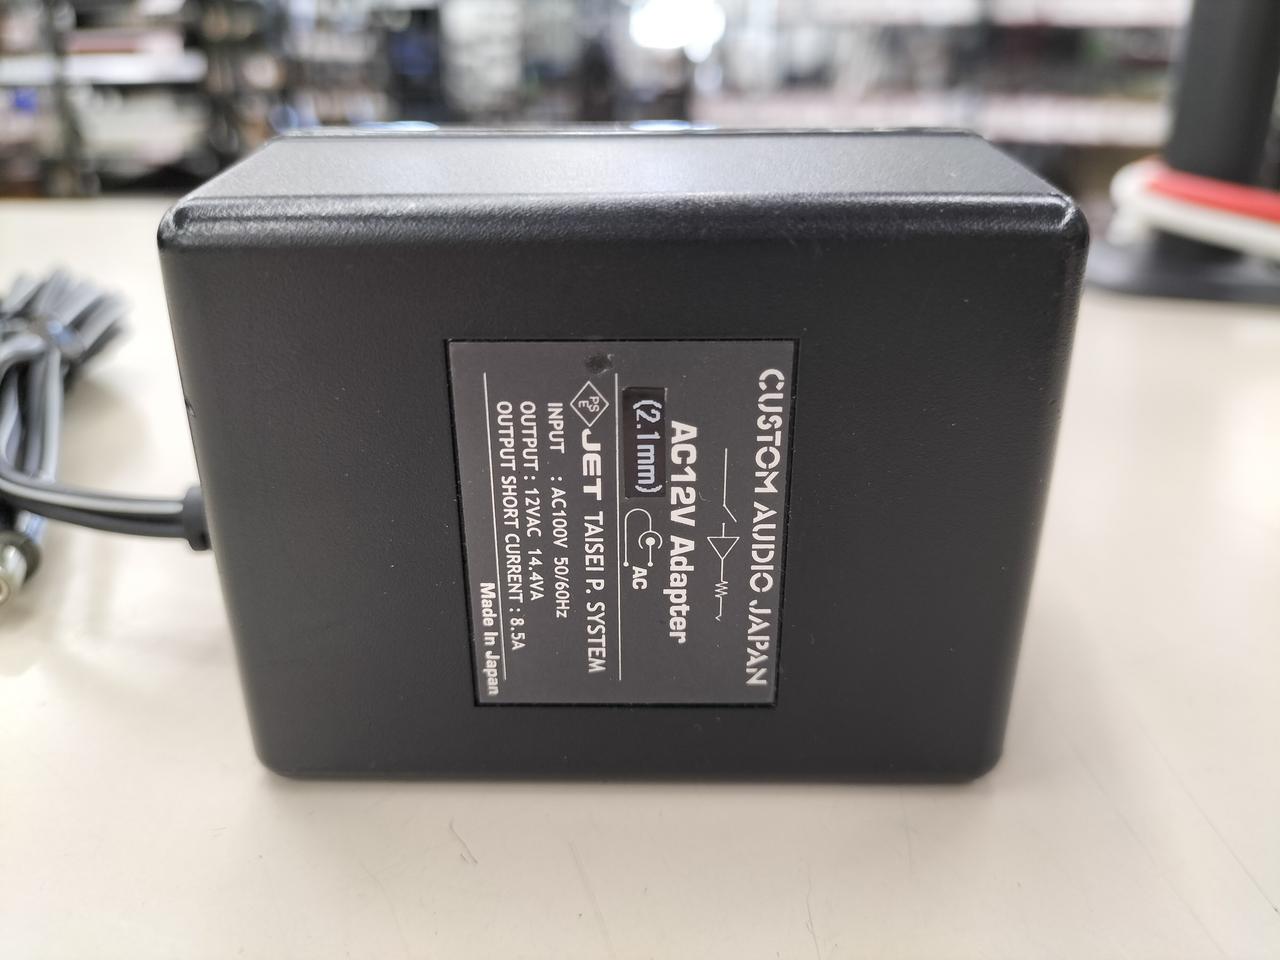 CUSTOM AUDIO JAPAN
AC12V Adapter
(2.1mm)
AC
PSE
JET TAISEI P. SYSTEM
INPUT : AC100V 50/60Hz
OUTPUT : 12VAC 14.4VA
OUTPUT SHORT CURRENT : 8.5A
Made In Japan